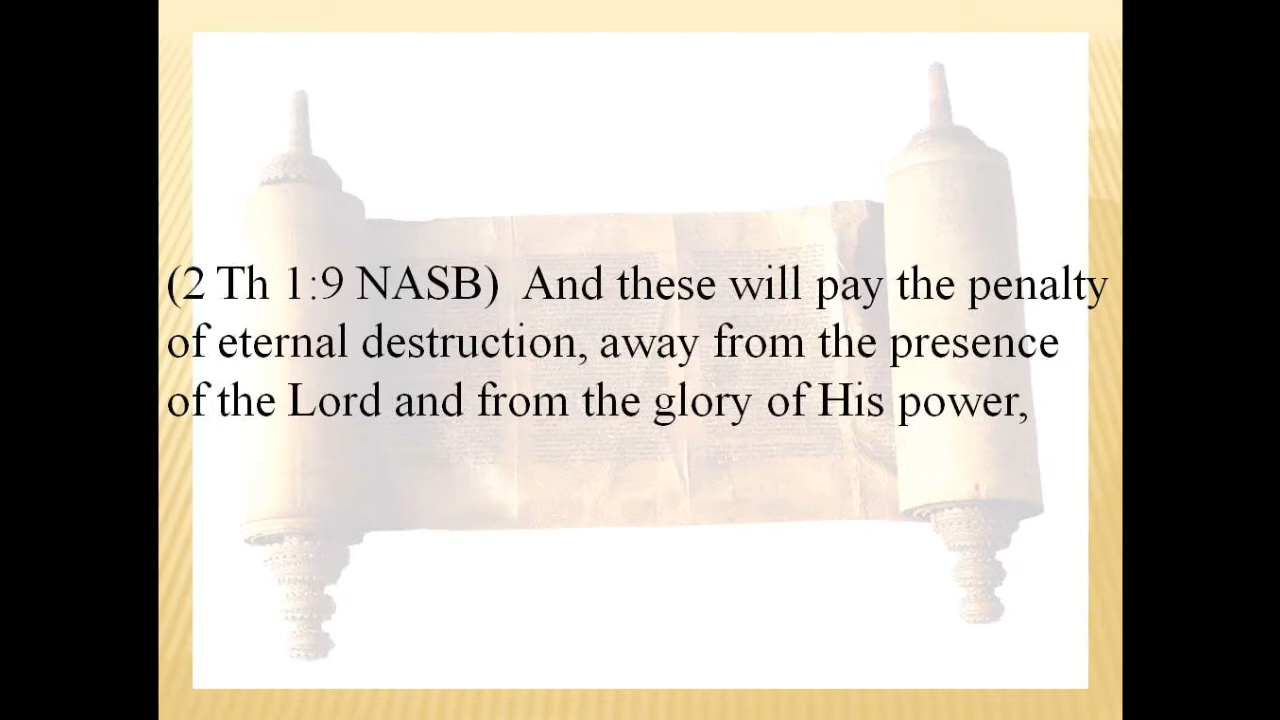 (2 Th 1:9 NASB)  And these will pay the penalty
of eternal destruction, away from the presence
of the Lord and from the glory of His power,